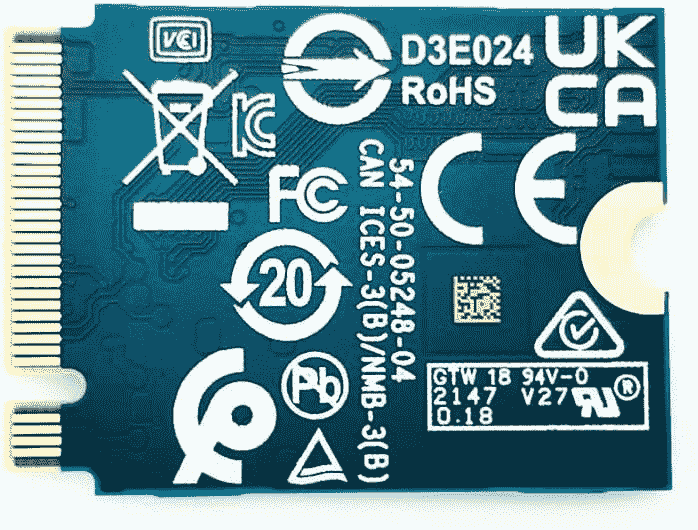 VCI
D3E024
RoHS
UK
CA
FC
CE
20
54-50-05248-04
CAN ICES-3(B)/NMB-3(B)
Pb
GTW 18 94V-0
2147 V27
0.18
®